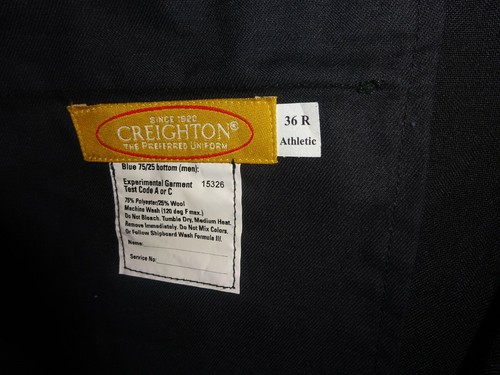 SINCE 1920
CREIGHTON®
THE PREFERRED UNIFORM
36 R
Athletic
Blue 75/25 bottom (men):
Experimental Garment 15326
Test Code A or C
75% Polyester/25% Wool
Machine Wash (120 deg F max.)
Do Not Bleach. Tumble Dry, Medium Heat.
Remove Immediately. Do Not Mix Colors.
Or Follow Shipboard Wash Formula III.
Name:
Service No: